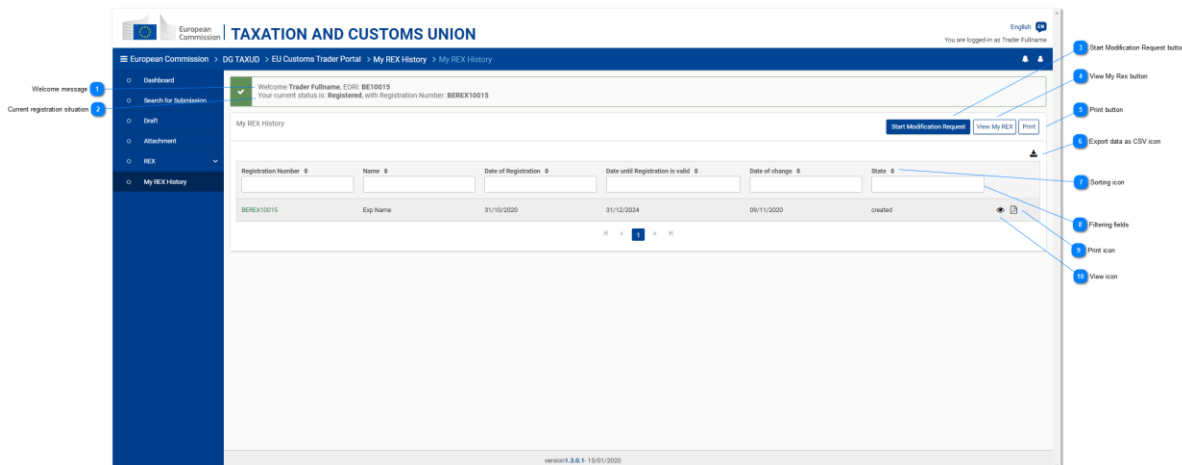 European
Commission
TAXATION AND CUSTOMS UNION
English EN
You are logged-in as Trader Fullname
European Commission > DG TAXUD > EU Customs Trader Portal > My REX History > My REX History
Dashboard
Search for Submission
Draft
Attachment
REX
My REX History
Welcome message 1
Current registration situation 2
Welcome Trader Fullname, EORI: BE10015
Your current status is: Registered, with Registration Number: BEREX10015
My REX History
Start Modification Request View My REX Print
Registration Number Name Date of Registration Date until Registration is valid Date of change State
BEREX10015 Exp Name 31/10/2020 31/12/2024 09/11/2020 created
1
version1.3.0.1- 15/01/2020
3 Start Modification Request butto
4 View My Rex button
5 Print button
6 Export data as CSV icon
7 Sorting icon
8 Filtering fields
9 Print icon
10 View icon